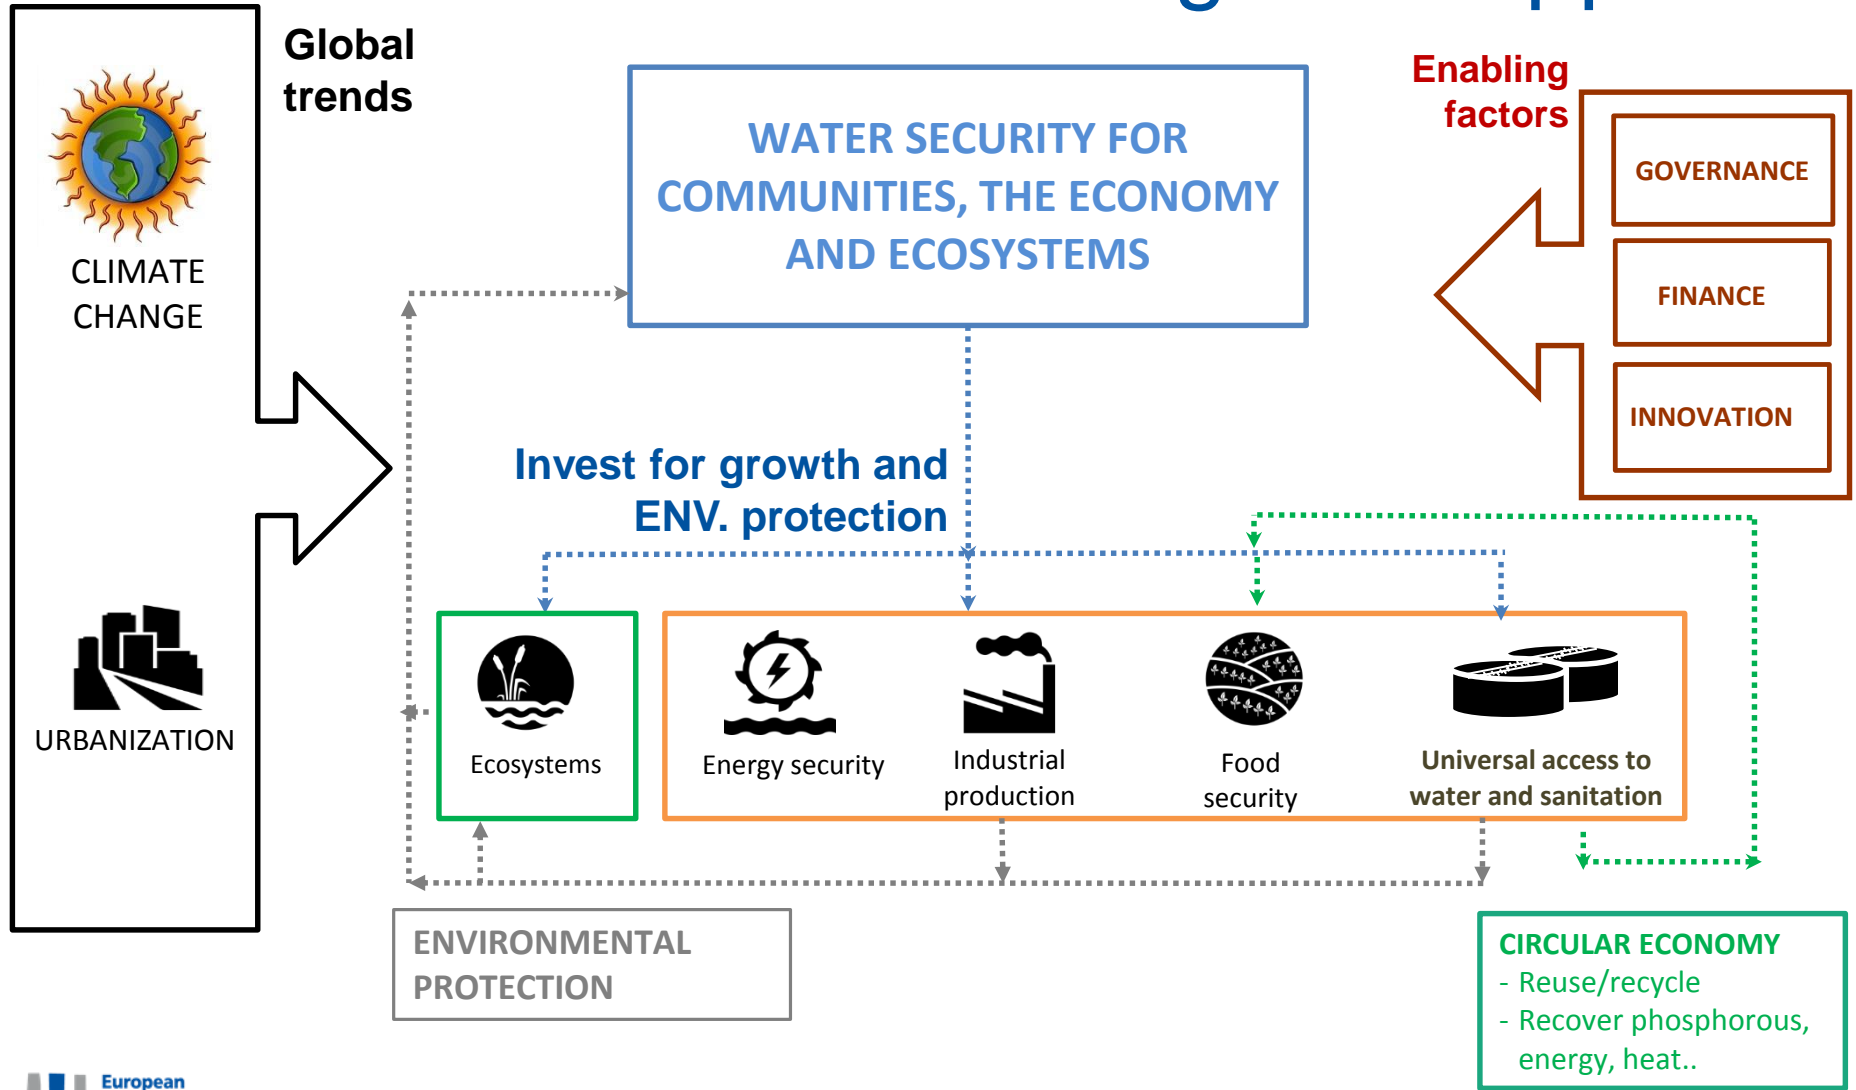 Global
trends
CLIMATE
CHANGE
URBANIZATION
WATER SECURITY FOR
COMMUNITIES, THE ECONOMY
AND ECOSYSTEMS
Enabling
factors
GOVERNANCE
FINANCE
INNOVATION
Invest for growth and
ENV. protection
Ecosystems
Energy security
Industrial
production
Food
security
Universal access to
water and sanitation
ENVIRONMENTAL
PROTECTION
CIRCULAR ECONOMY
- Reuse/recycle
- Recover phosphorous,
energy, heat..
European